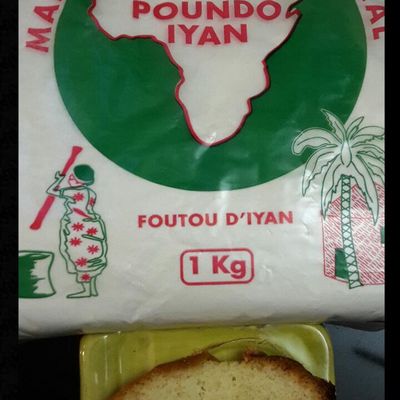 POUNDO
IYAN
FOUTOU D'IYAN
1 Kg